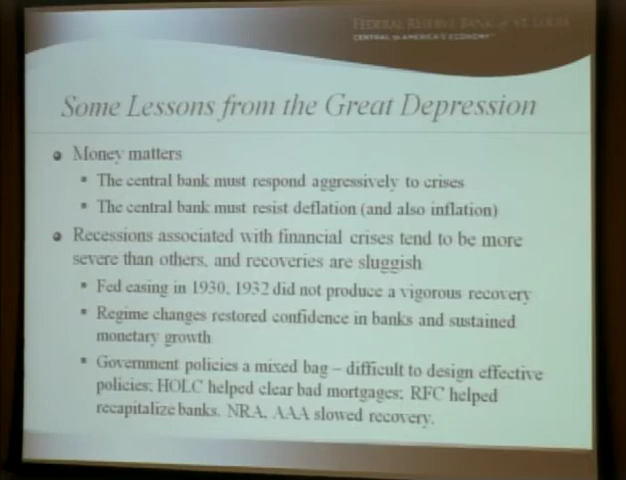 FEDERAL RESERVE BANK of ST. LOUIS
CENTRAL to AMERICA'S ECONOMY™
Some Lessons from the Great Depression
Money matters
The central bank must respond aggressively to crises
The central bank must resist deflation (and also inflation)
Recessions associated with financial crises tend to be more
severe than others, and recoveries are sluggish
Fed easing in 1930, 1932 did not produce a vigorous recovery
Regime changes restored confidence in banks and sustained
monetary growth
Government policies a mixed bag – difficult to design effective
policies; HOLC helped clear bad mortgages; RFC helped
recapitalize banks. NRA, AAA slowed recovery.